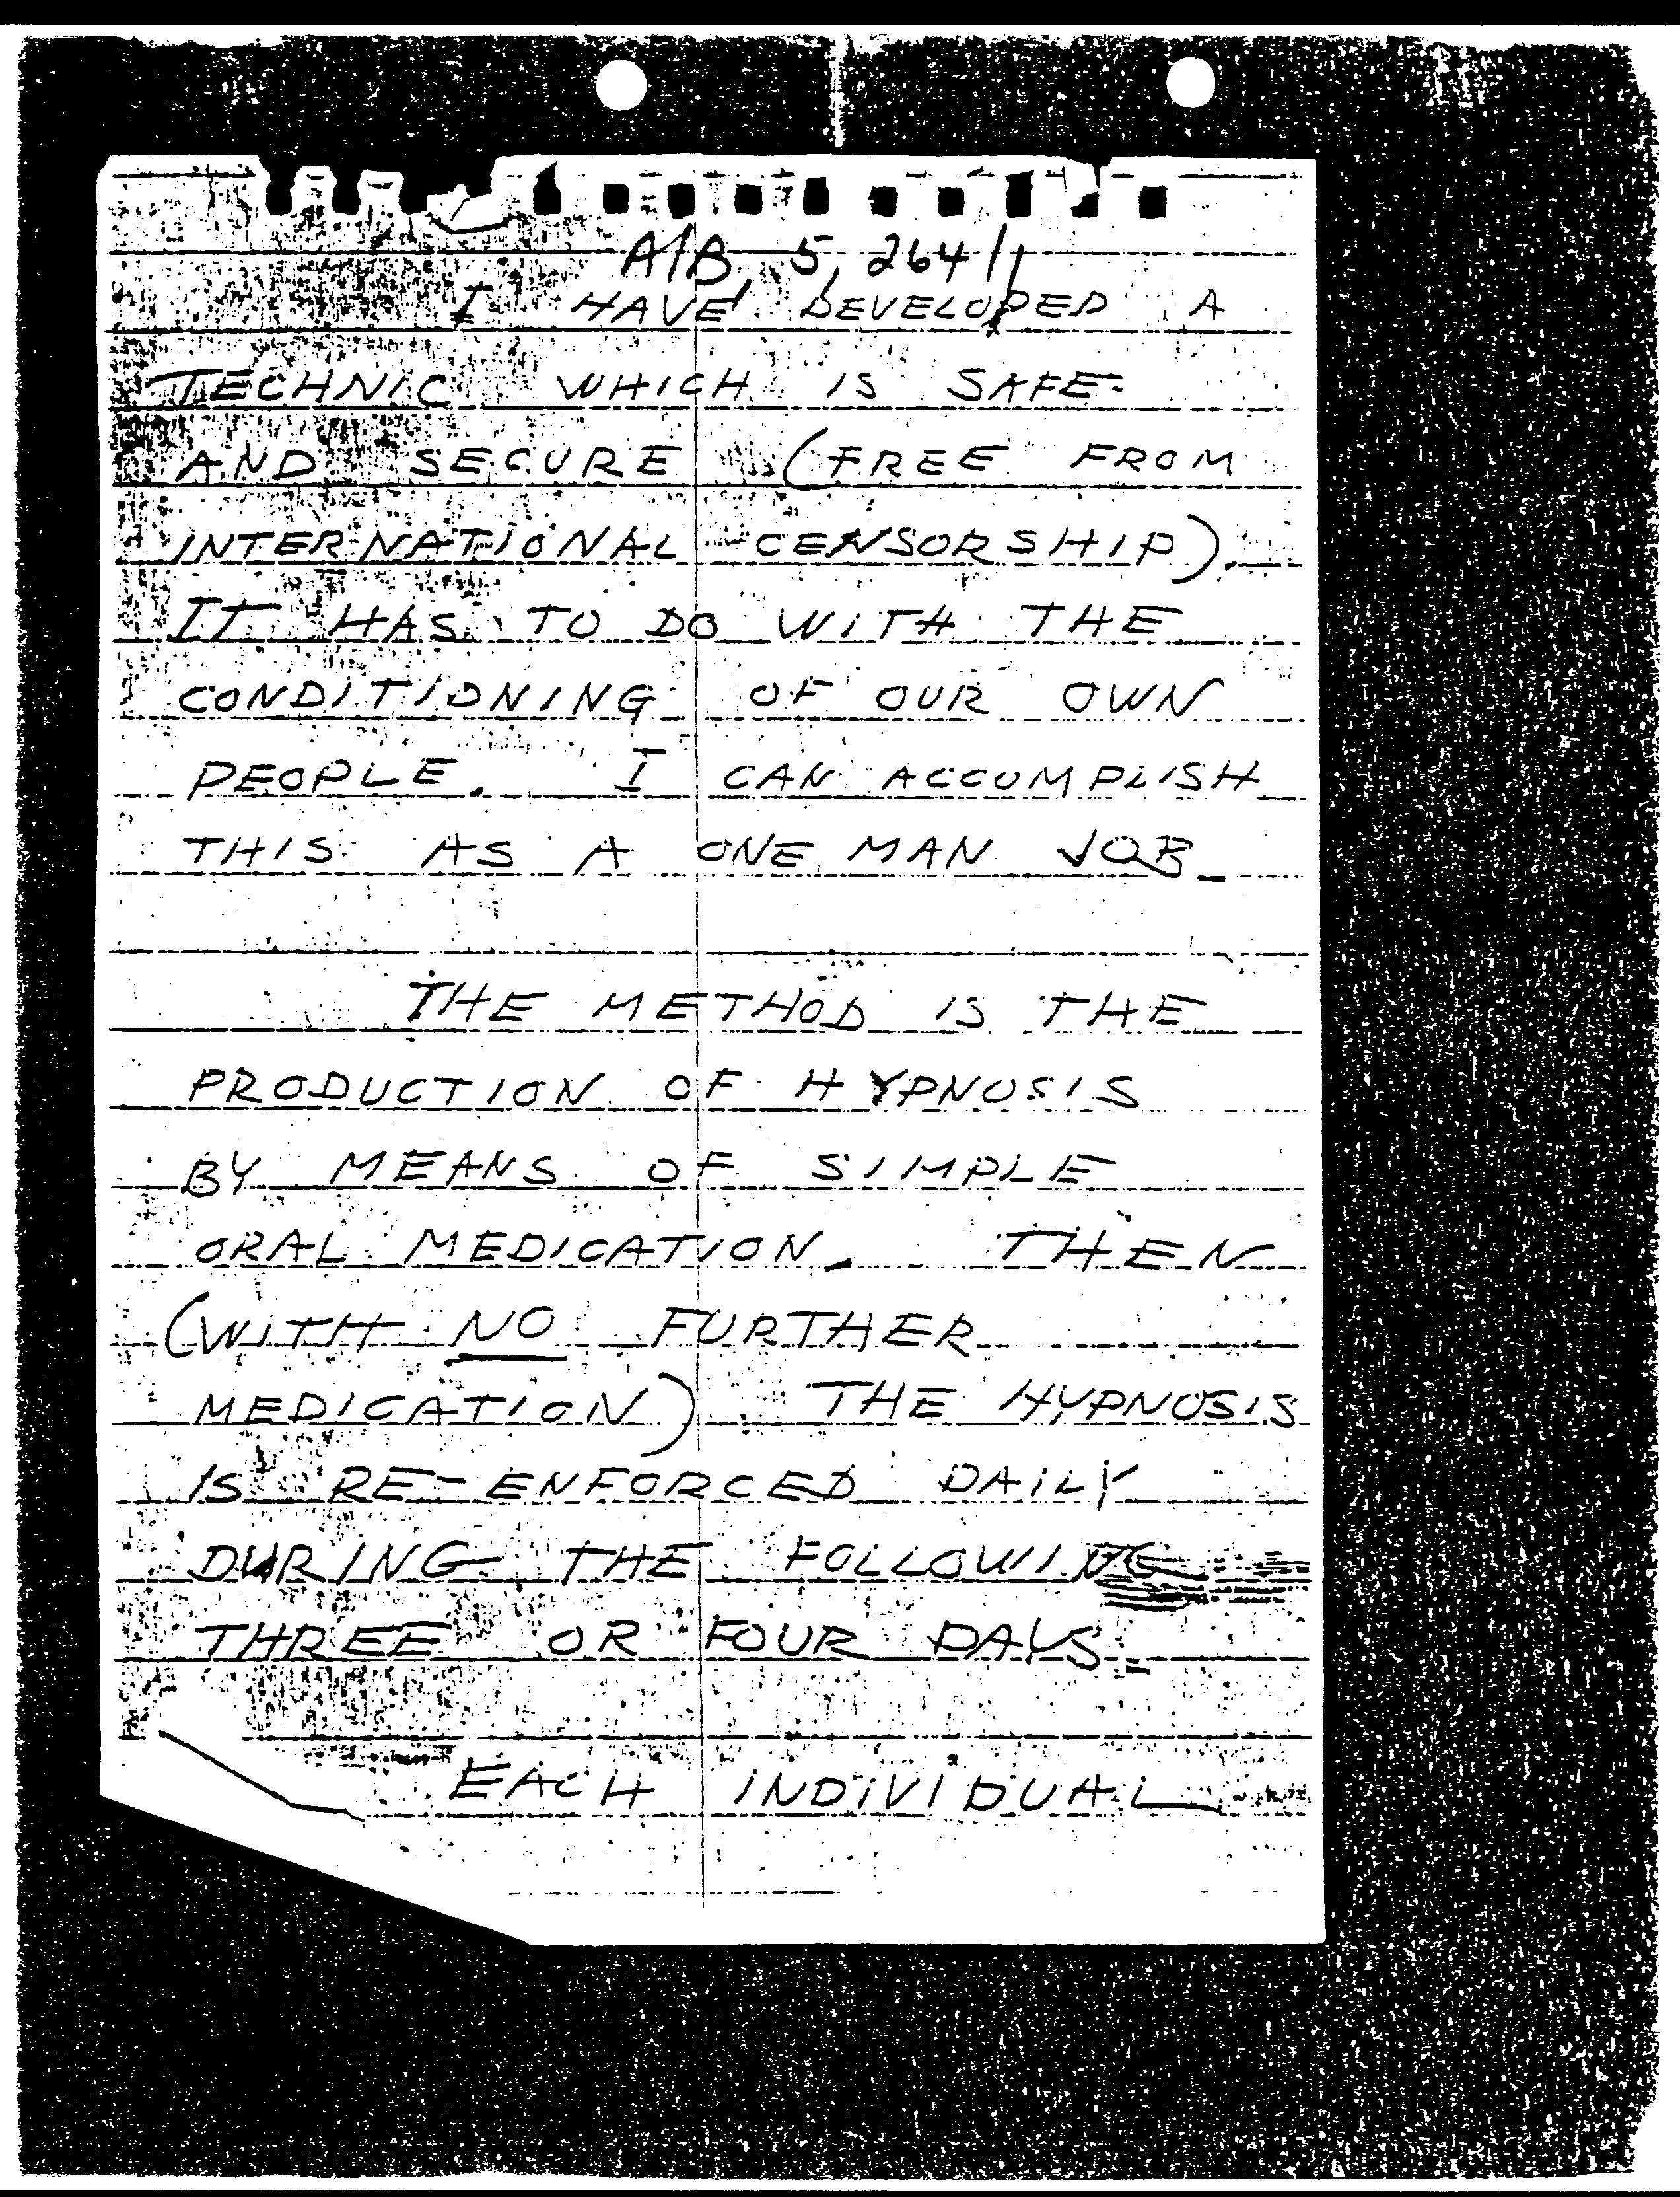 A/B 5, 264/1
I HAVE DEVELOPED A
TECHNIC WHICH IS SAFE
AND SECURE (FREE FROM
INTERNATIONAL CENSORSHIP).
IT HAS TO DO WITH THE
CONDITIONING OF OUR OWN
PEOPLE. I CAN ACCOMPLISH
THIS AS A ONE MAN JOB.
THE METHOD IS THE
PRODUCTION OF HYPNOSIS
BY MEANS OF SIMPLE
ORAL MEDICATION. THEN
(WITH NO FURTHER
MEDICATION) THE HYPNOSIS
IS RE-ENFORCED DAILY
DURING THE FOLLOWING
THREE OR FOUR DAYS.
EACH INDIVIDUAL